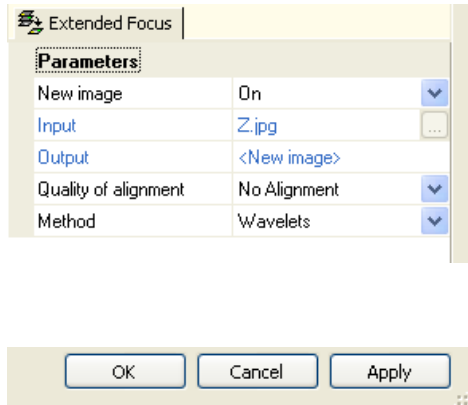 Extended Focus
Parameters
New image On
Input Z.jpg ...
Output <New image>
Quality of alignment No Alignment
Method Wavelets
OK Cancel Apply